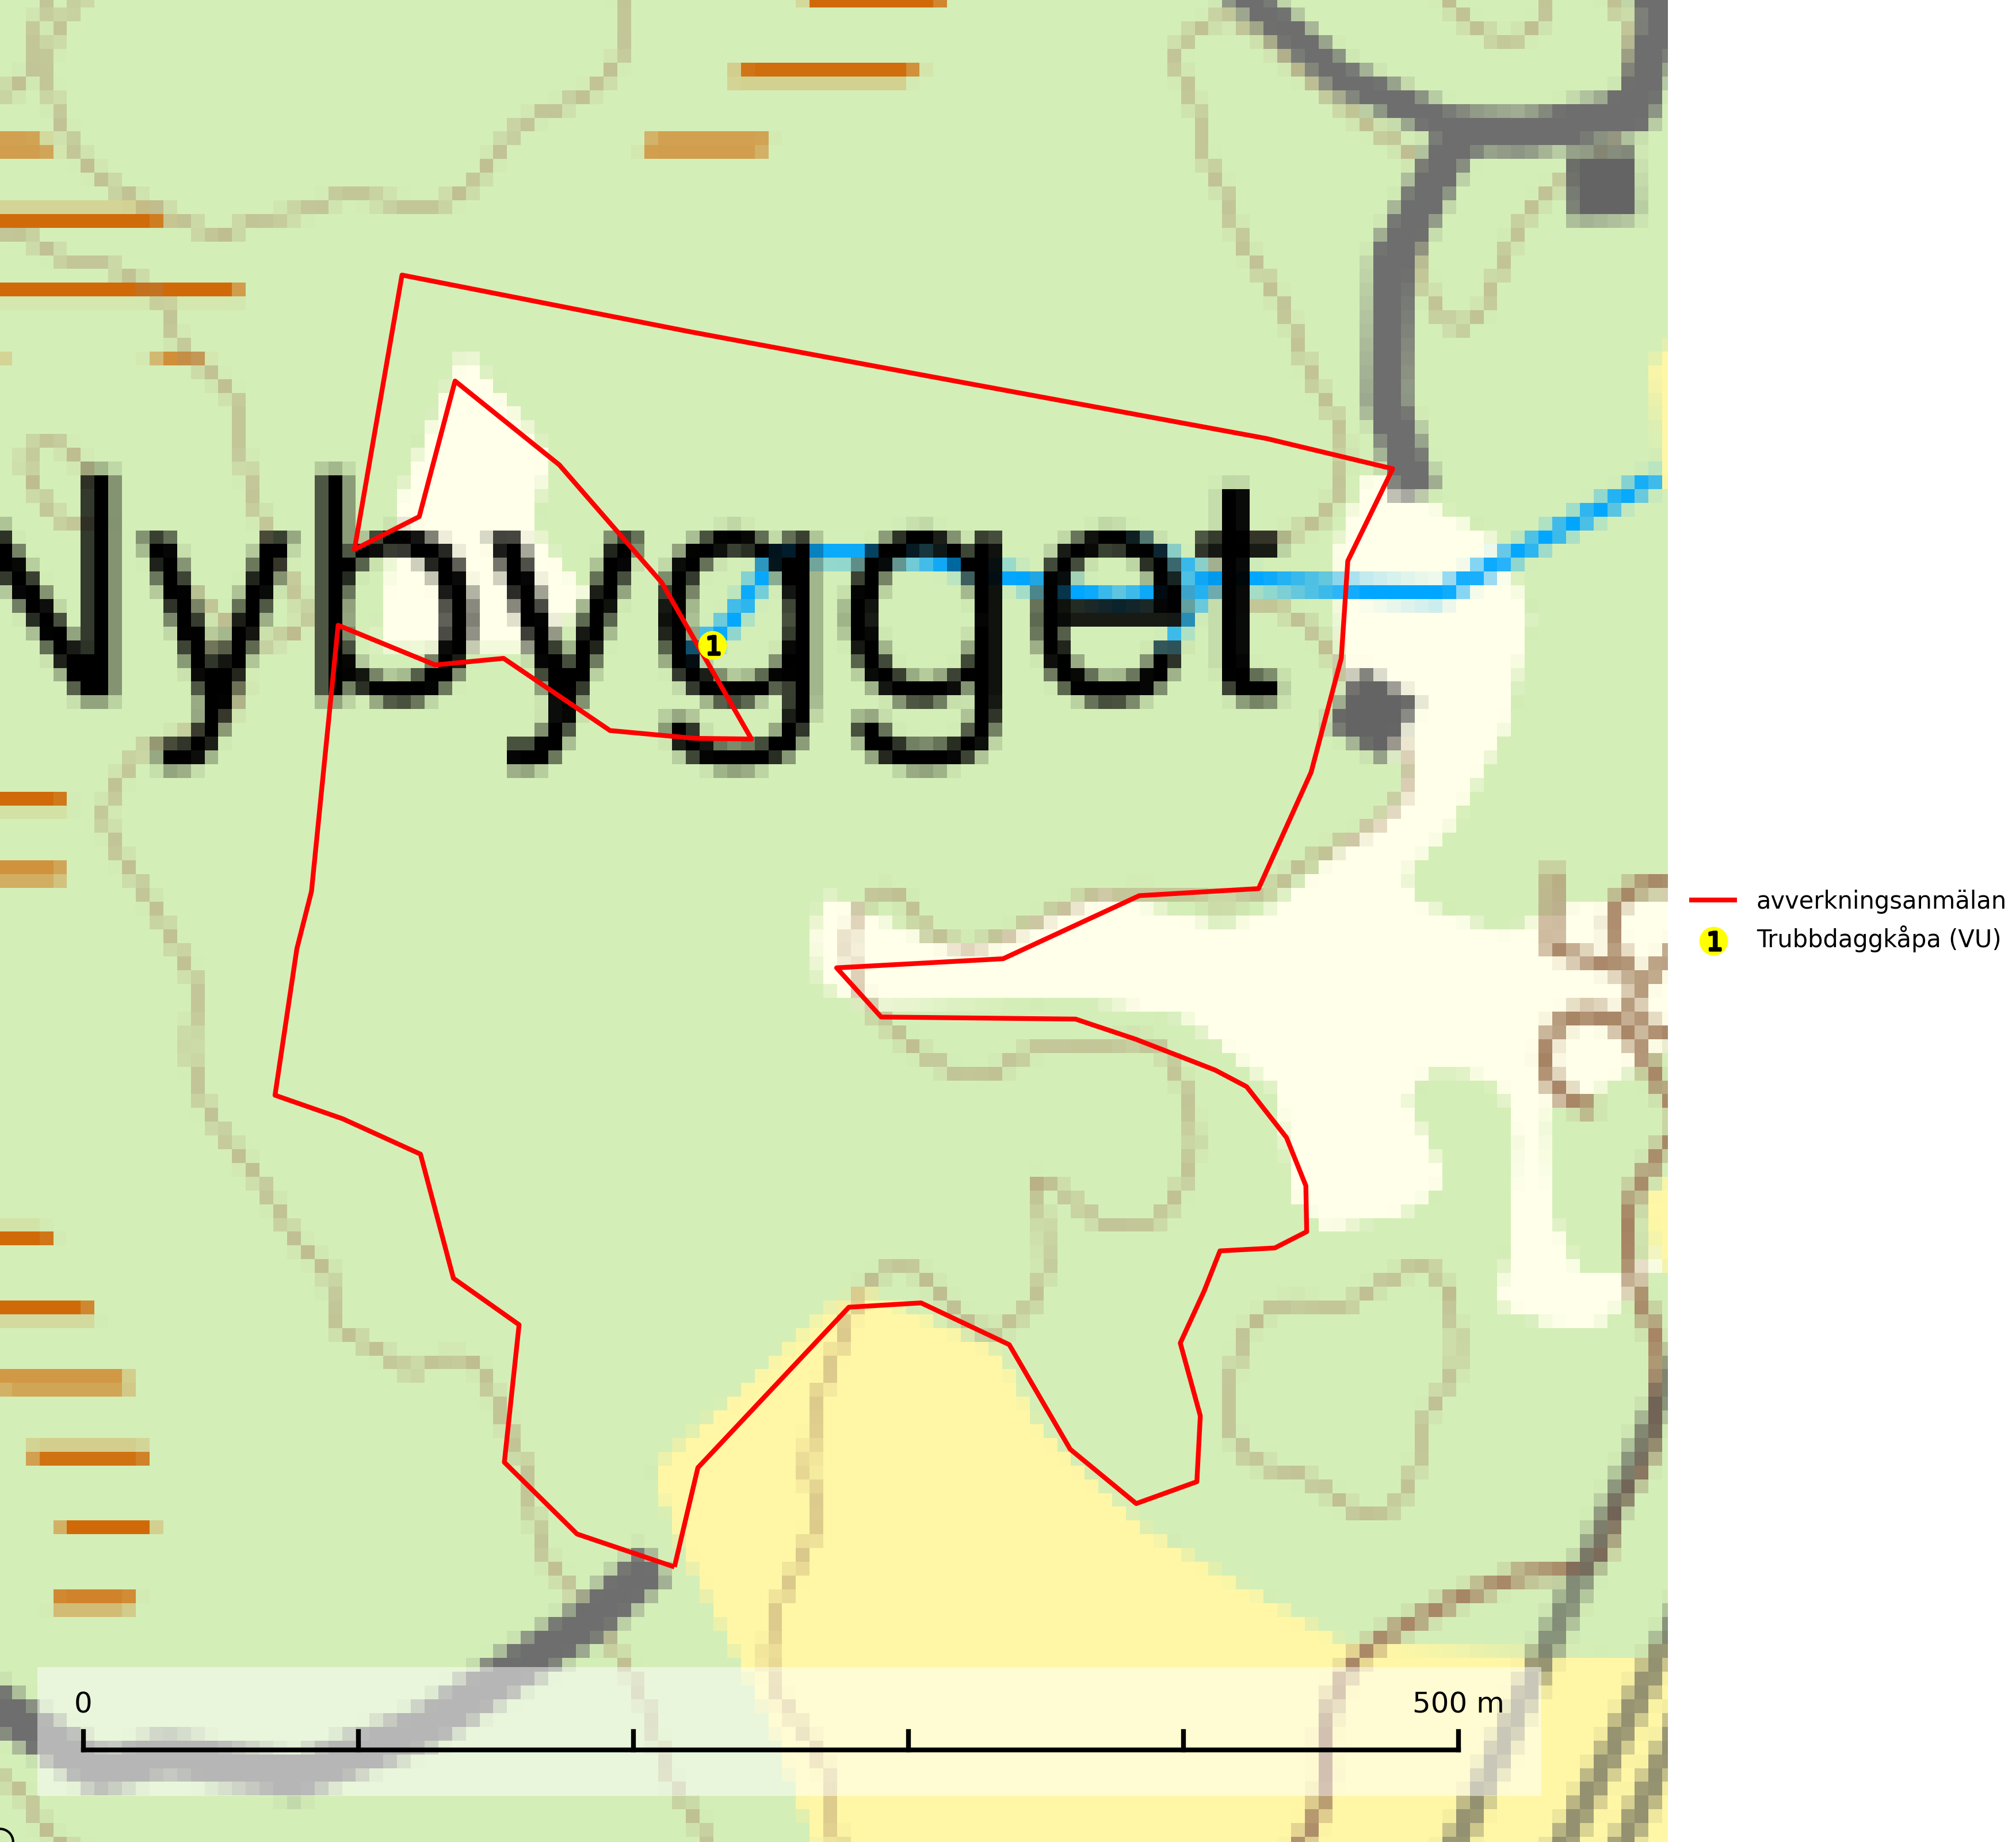 Nybygget
1
avverkningsanmälan
1 Trubbdaggkåpa (VU)
0 500 m